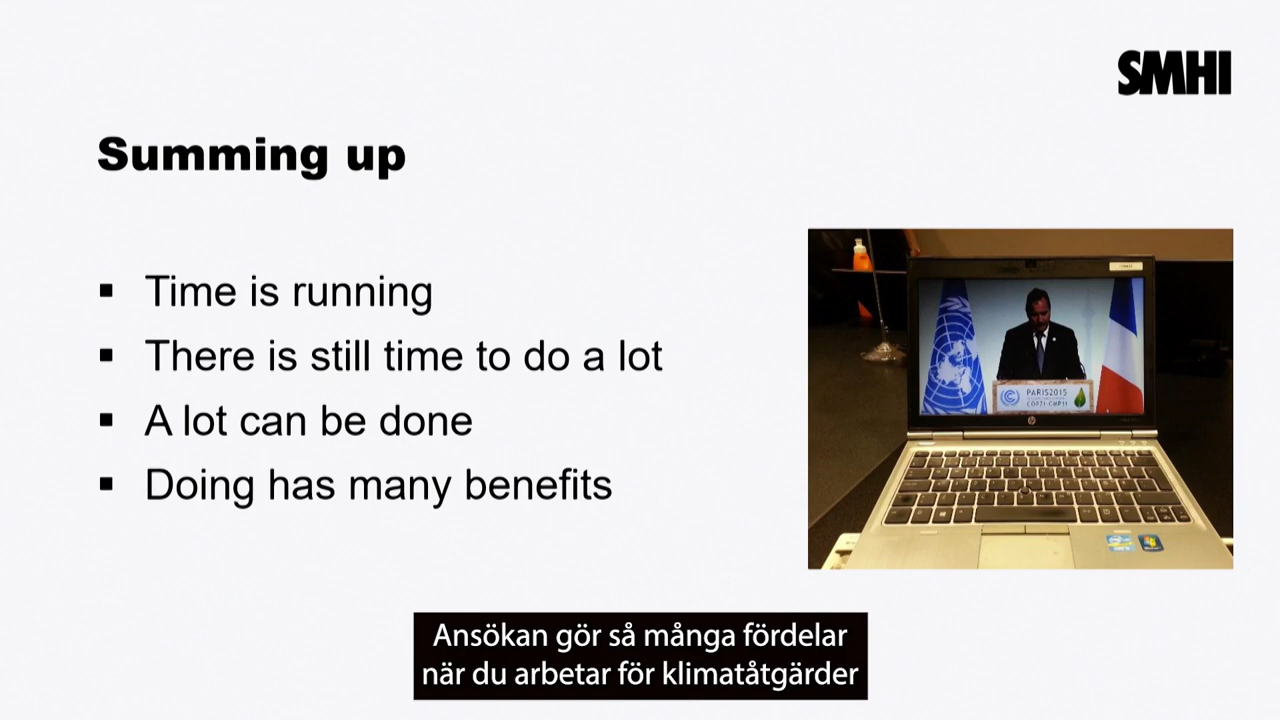 SMHI
Summing up
▪ Time is running
▪ There is still time to do a lot
▪ A lot can be done
▪ Doing has many benefits
PARIS2015
COP21·CMP11
hp
Ansökan gör så många fördelar
när du arbetar för klimatåtgärder